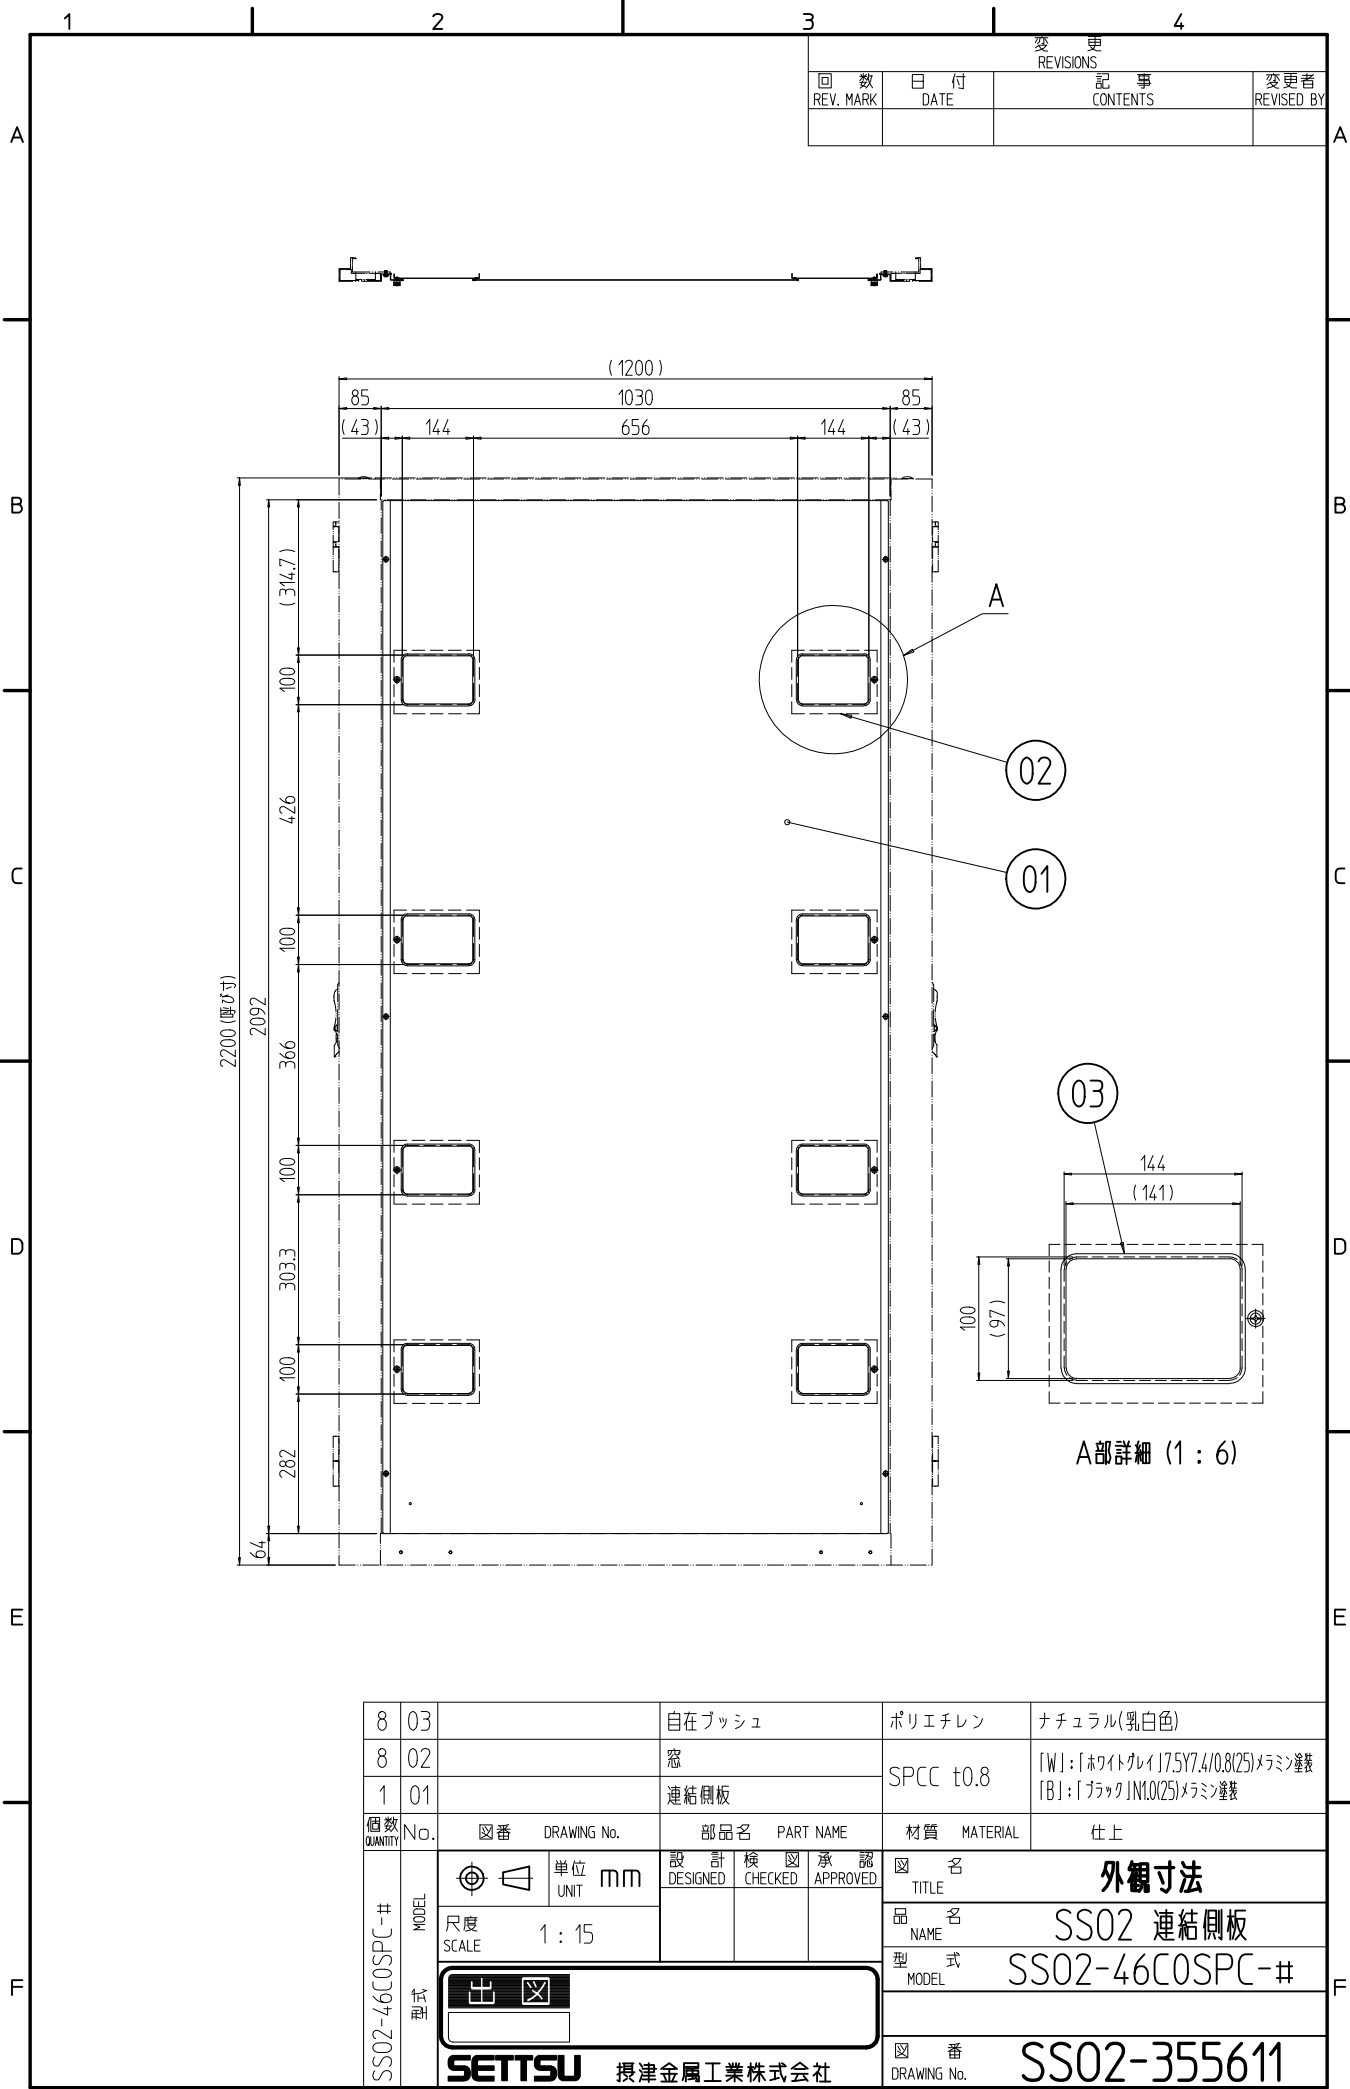 1 2 3 4
変 更
REVISIONS
回 数 日 付 記 事 変更者
REV. MARK DATE CONTENTS REVISED BY
A A
(1200)
85 1030 85
(43) 144 656 144 (43)
B B
(314.7)
A
100
02
426
01
C C
100
2200 (呼び寸)
2092
366
03
100
144
(141)
D D
303.3
100
(97)
100
282
A部詳細 (1 : 6)
64
E E
8 03 自在ブッシュ ポリエチレン ナチュラル(乳白色)
8 02 窓 SPCC t0.8 「W」:「ホワイトグレイ」7.5Y7.4/0.8(25)メラミン塗装
1 01 連結側板 「B」:「ブラック」N1.0(25)メラミン塗装
個数 No. 図番 DRAWING No. 部品名 PART NAME 材質 MATERIAL 仕上
QUANTITY
SS02-46C0SPC-#
型式 MODEL
単位 mm
UNIT
設 計 検 図 承 認
DESIGNED CHECKED APPROVED
尺度
SCALE 1 : 15
図 名
TITLE 外観寸法
品 名
NAME SS02 連結側板
型 式
MODEL SS02-46C0SPC-#
F F
出 図
SETTSU 摂津金属工業株式会社
図 番
DRAWING No. SS02-355611